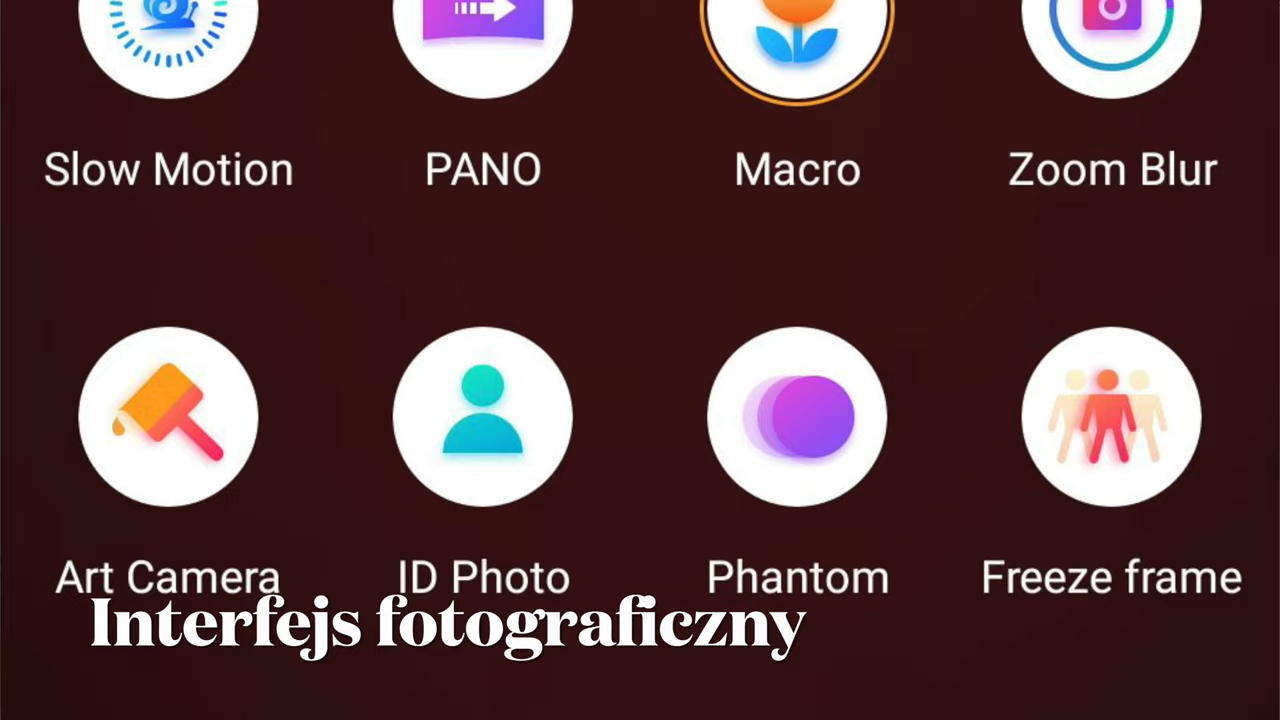 Slow Motion PANO Macro Zoom Blur
Art Camera ID Photo Phantom Freeze frame
Interfejs fotograficzny